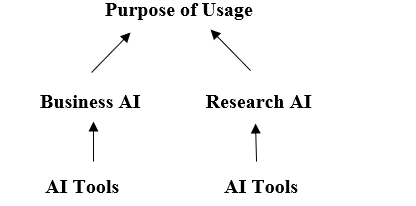 Purpose of Usage
Business AI Research AI
AI Tools AI Tools